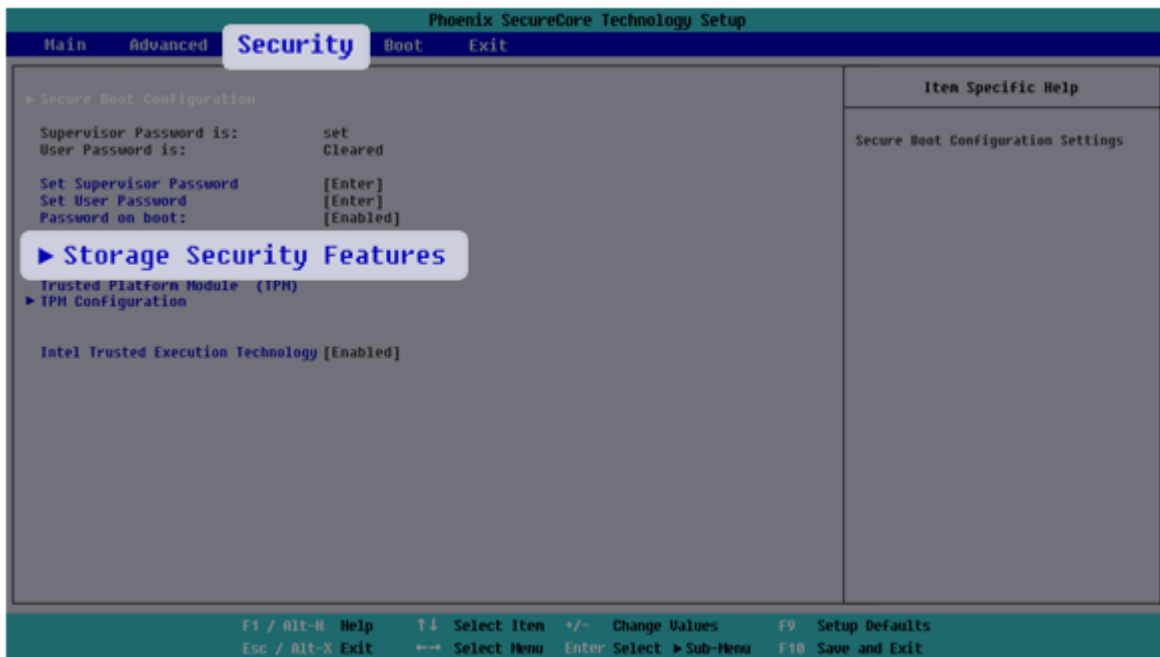 Phoenix SecureCore Technology Setup
Main Advanced Security Boot Exit
► Secure Boot Configuration
Supervisor Password is: set
User Password is: Cleared
Set Supervisor Password [Enter]
Set User Password [Enter]
Password on boot: [Enabled]
► Storage Security Features
Trusted Platform Module (TPM)
► TPM Configuration
Intel Trusted Execution Technology [Enabled]
Item Specific Help
Secure Boot Configuration Settings
F1 / Alt-H Help ↑↓ Select Item +/- Change Values F9 Setup Defaults
Esc / Alt-X Exit ←→ Select Menu Enter Select ► Sub-Menu F10 Save and Exit